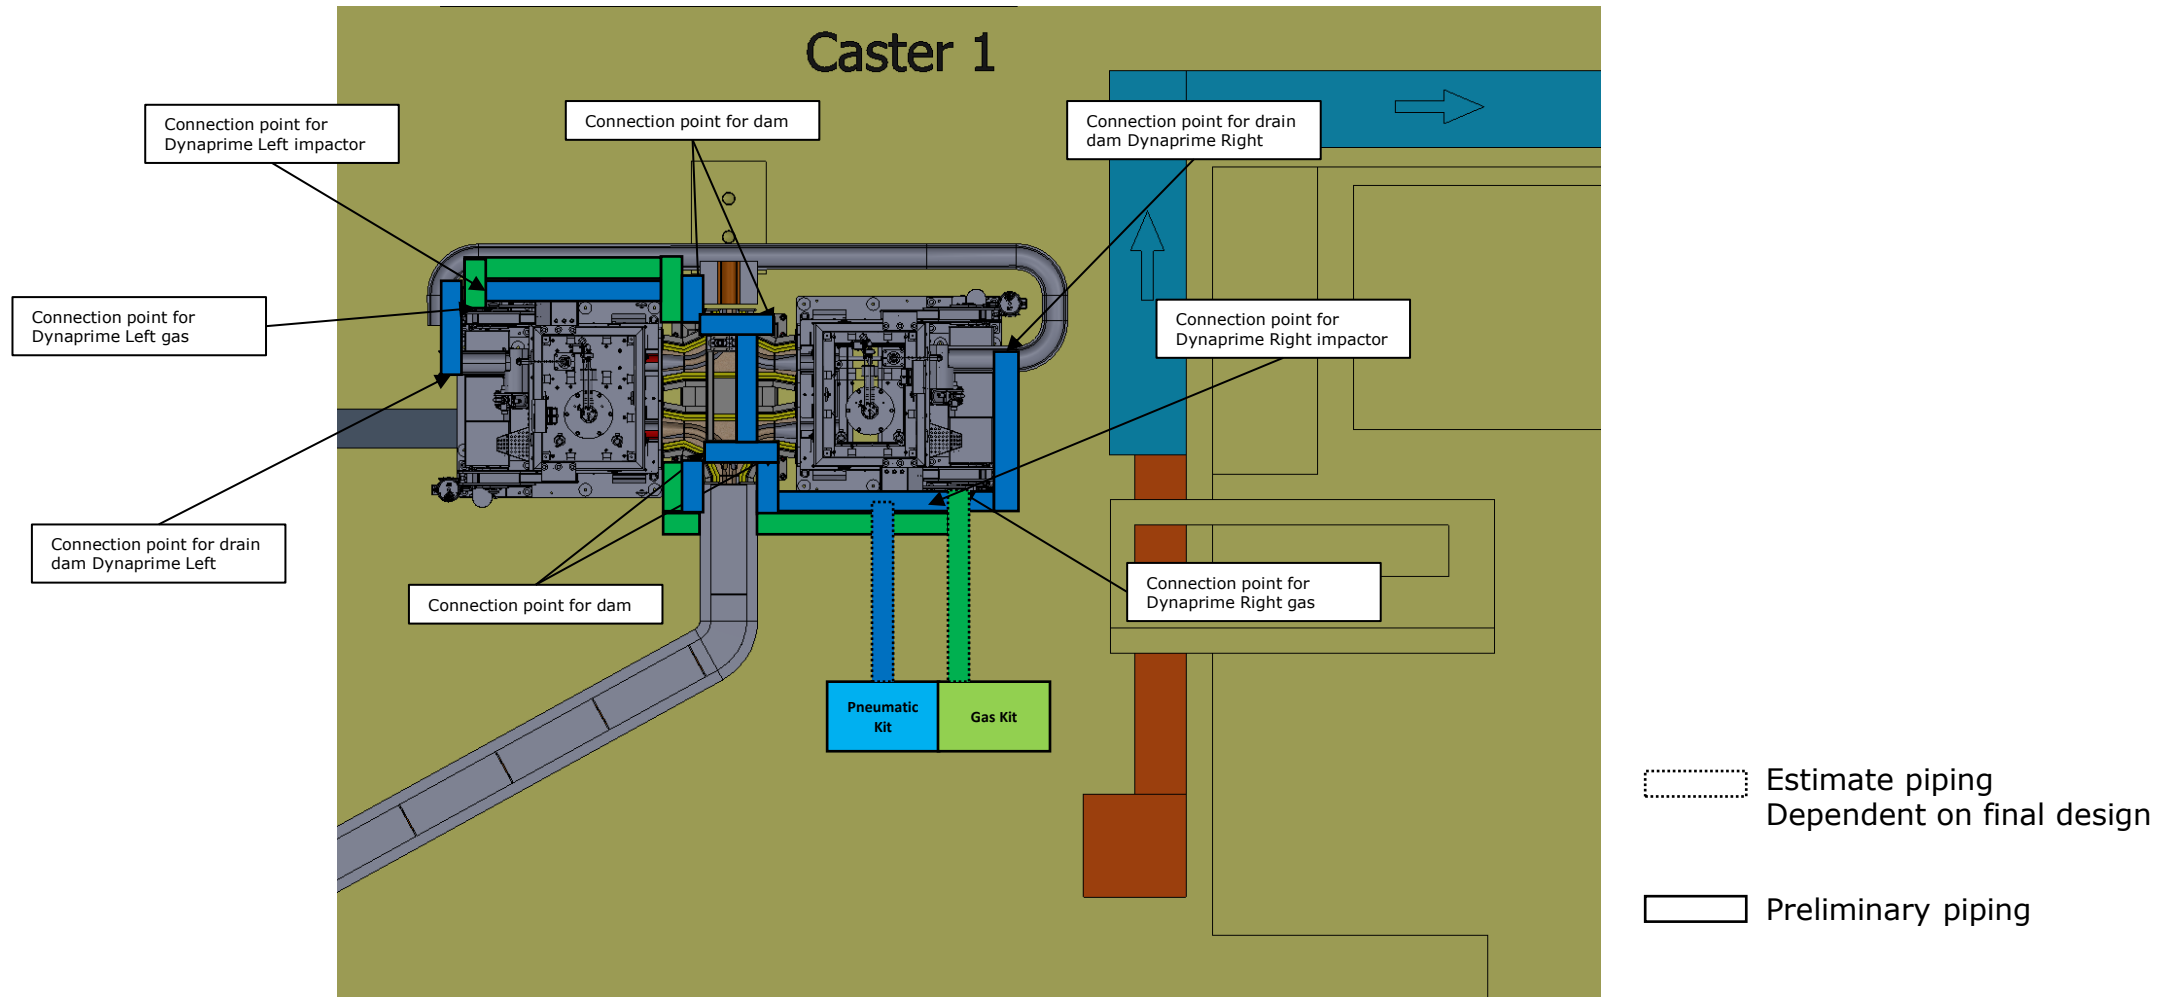 Caster 1
Connection point for
Dynaprime Left impactor
Connection point for dam
Connection point for drain
dam Dynaprime Right
Connection point for
Dynaprime Left gas
Connection point for
Dynaprime Right impactor
Connection point for drain
dam Dynaprime Left
Connection point for dam
Connection point for
Dynaprime Right gas
Pneumatic
Kit
Gas Kit
Estimate piping
Dependent on final design
Preliminary piping